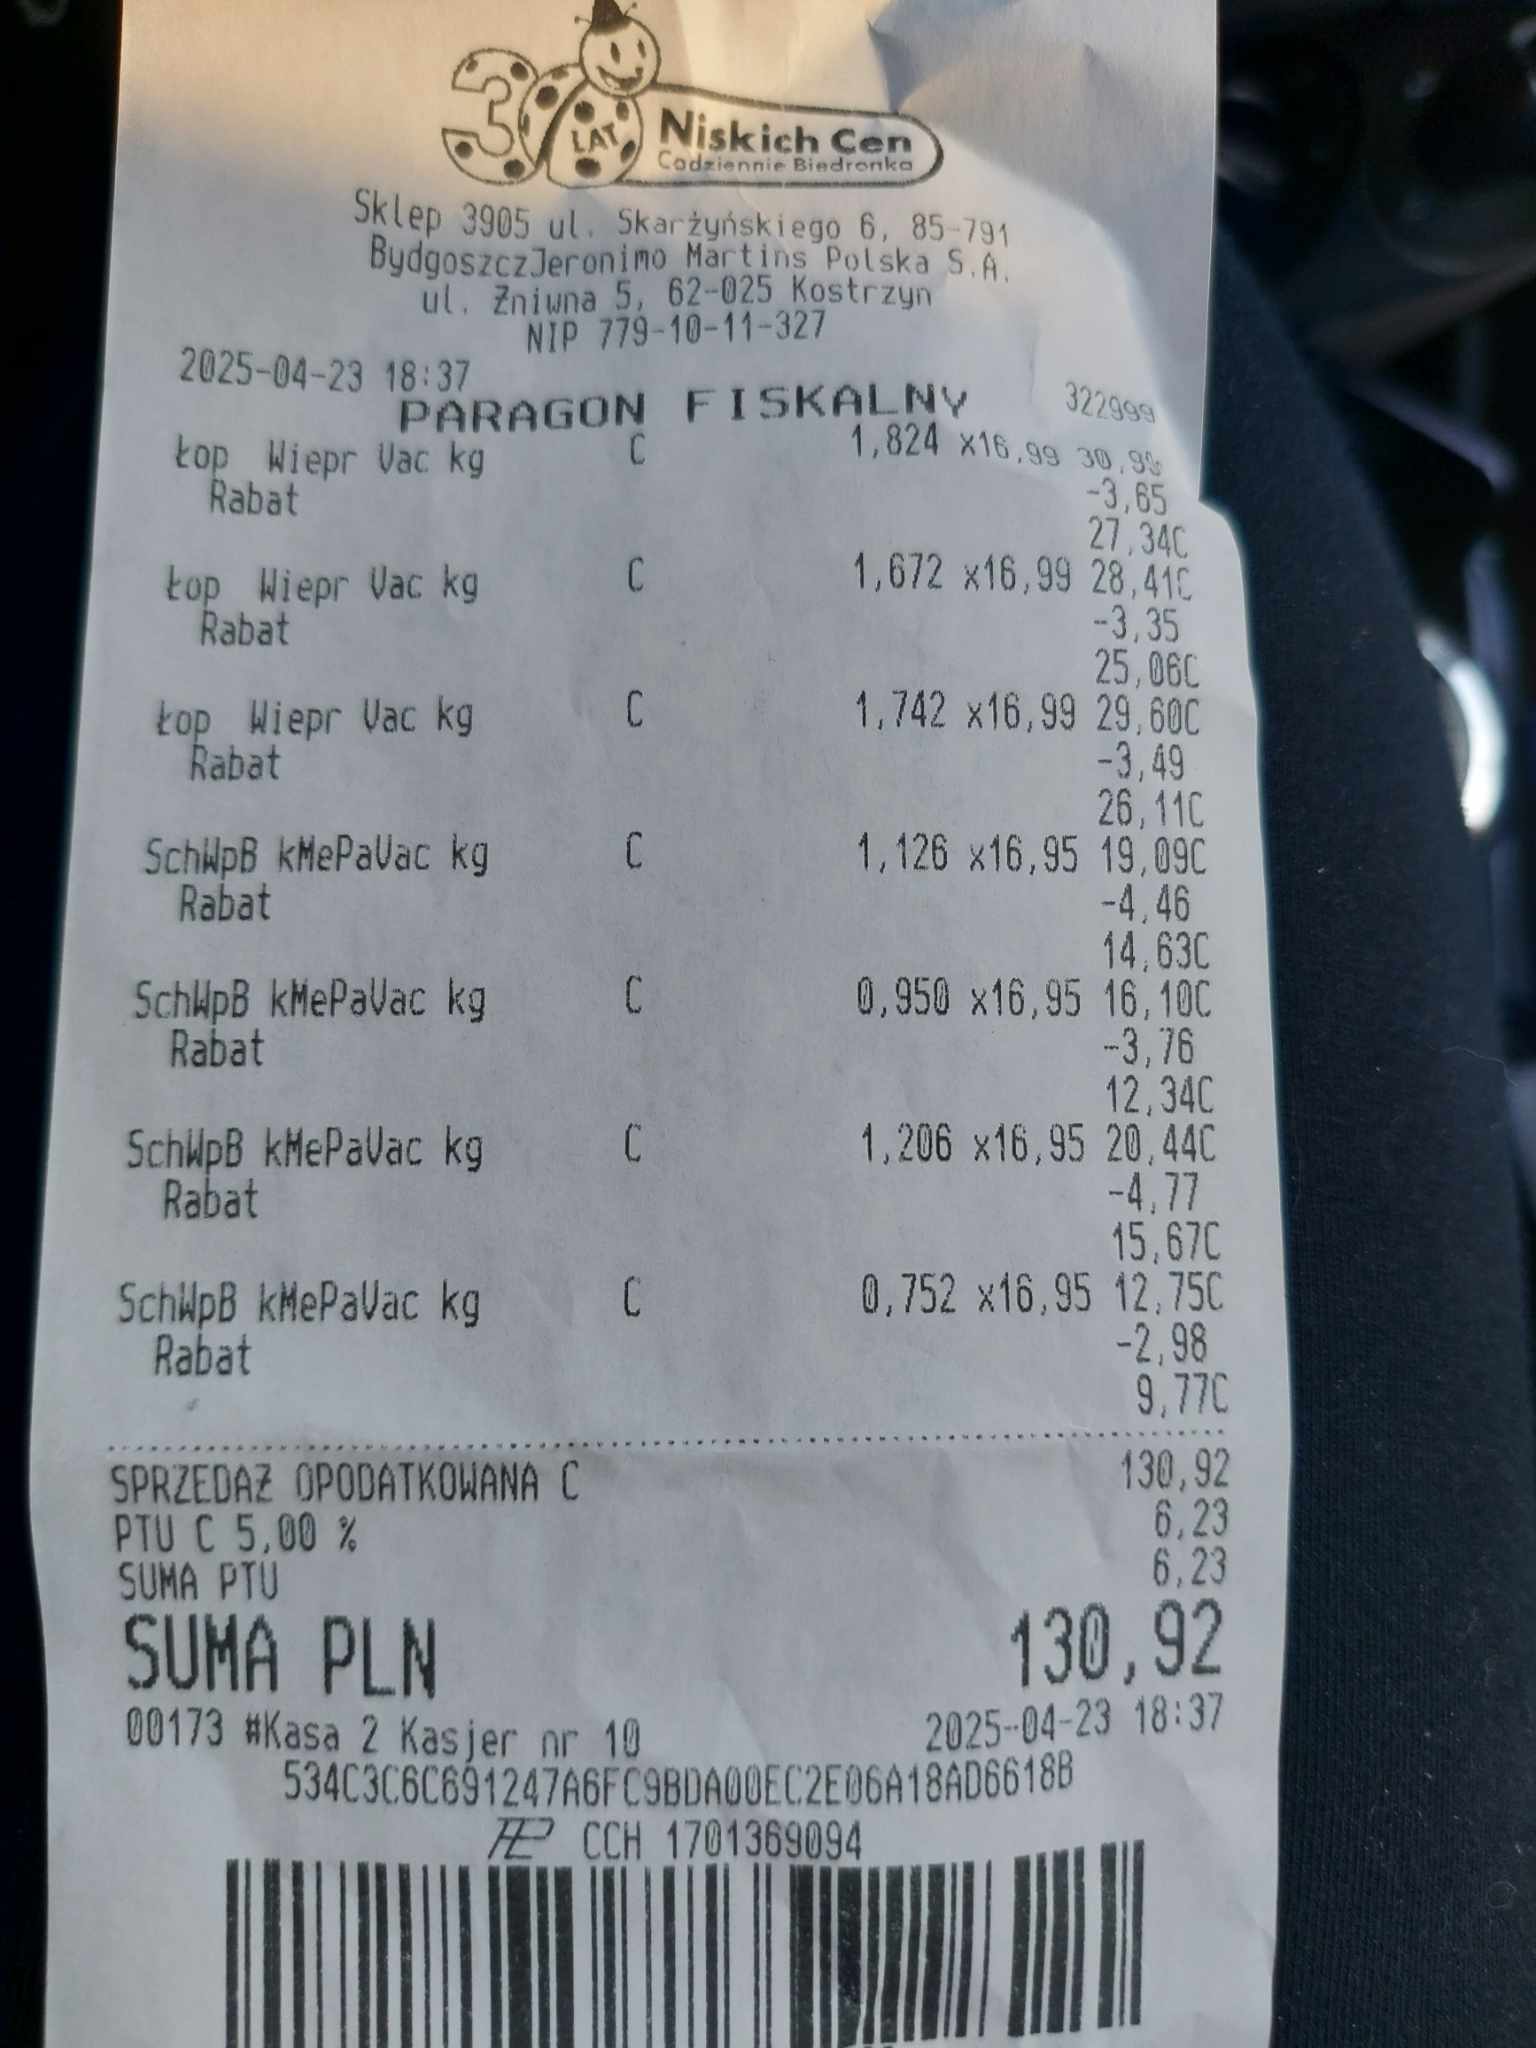 30 LAT Niskich Cen
Codziennie Biedronka
Sklep 3905 ul. Skarżyńskiego 6, 85-791
BydgoszczJeronimo Martins Polska S.A.
ul. Żniwna 5, 62-025 Kostrzyn
NIP 779-10-11-327
2025-04-23 18:37 322999
PARAGON FISKALNY
Łop Wiepr Vac kg C 1,824 x16,99 30,99
Rabat -3,65
27,34C
Łop Wiepr Vac kg C 1,672 x16,99 28,41C
Rabat -3,35
25,06C
Łop Wiepr Vac kg C 1,742 x16,99 29,60C
Rabat -3,49
26,11C
SchWpB kMePaVac kg C 1,126 x16,95 19,09C
Rabat -4,46
14,63C
SchWpB kMePaVac kg C 0,950 x16,95 16,10C
Rabat -3,76
12,34C
SchWpB kMePaVac kg C 1,206 x16,95 20,44C
Rabat -4,77
15,67C
SchWpB kMePaVac kg C 0,752 x16,95 12,75C
Rabat -2,98
9,77C
SPRZEDAŻ OPODATKOWANA C 130,92
PTU C 5,00 % 6,23
SUMA PTU 6,23
SUMA PLN 130,92
00173 #Kasa 2 Kasjer nr 10 2025-04-23 18:37
534C3C6C691247A6FC9BDA00EC2E06A18AD6618B
CCH 1701369094